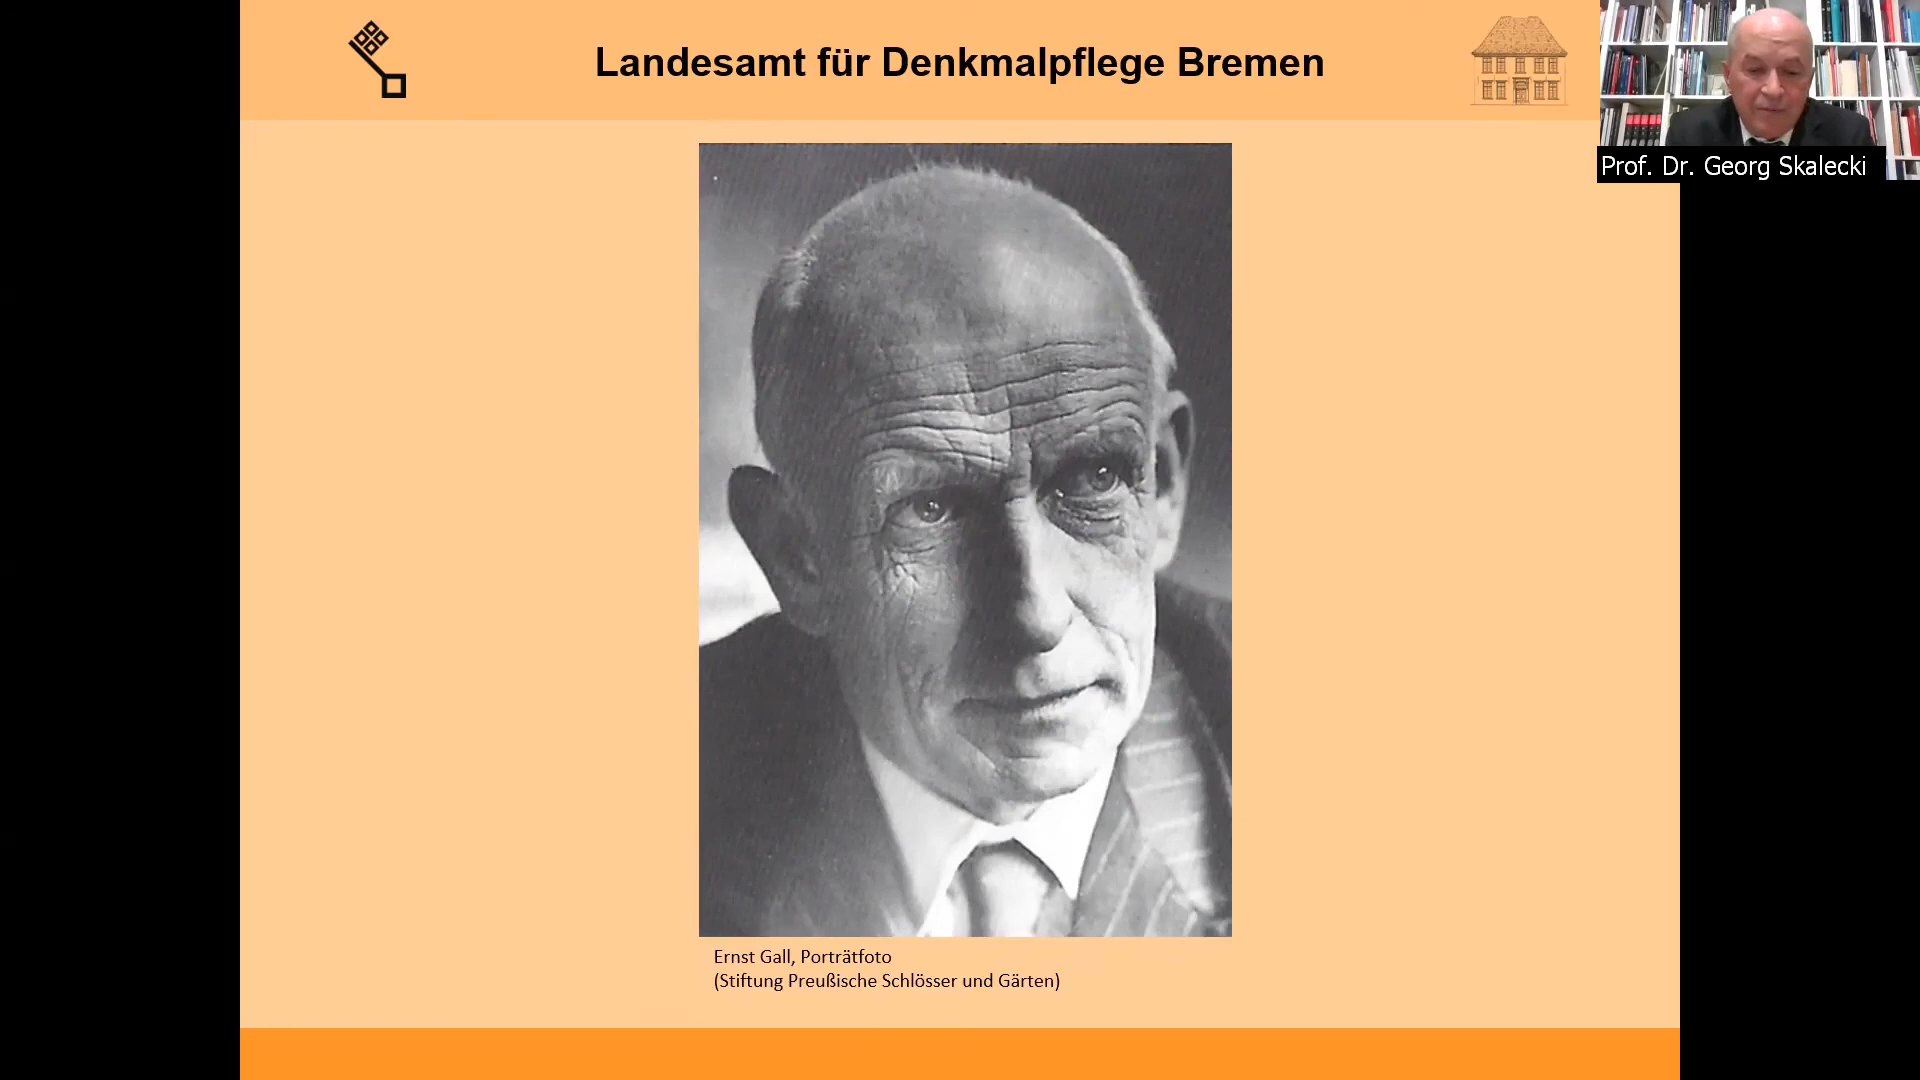 Landesamt für Denkmalpflege Bremen
Prof. Dr. Georg Skalecki
Ernst Gall, Porträtfoto
(Stiftung Preußische Schlösser und Gärten)